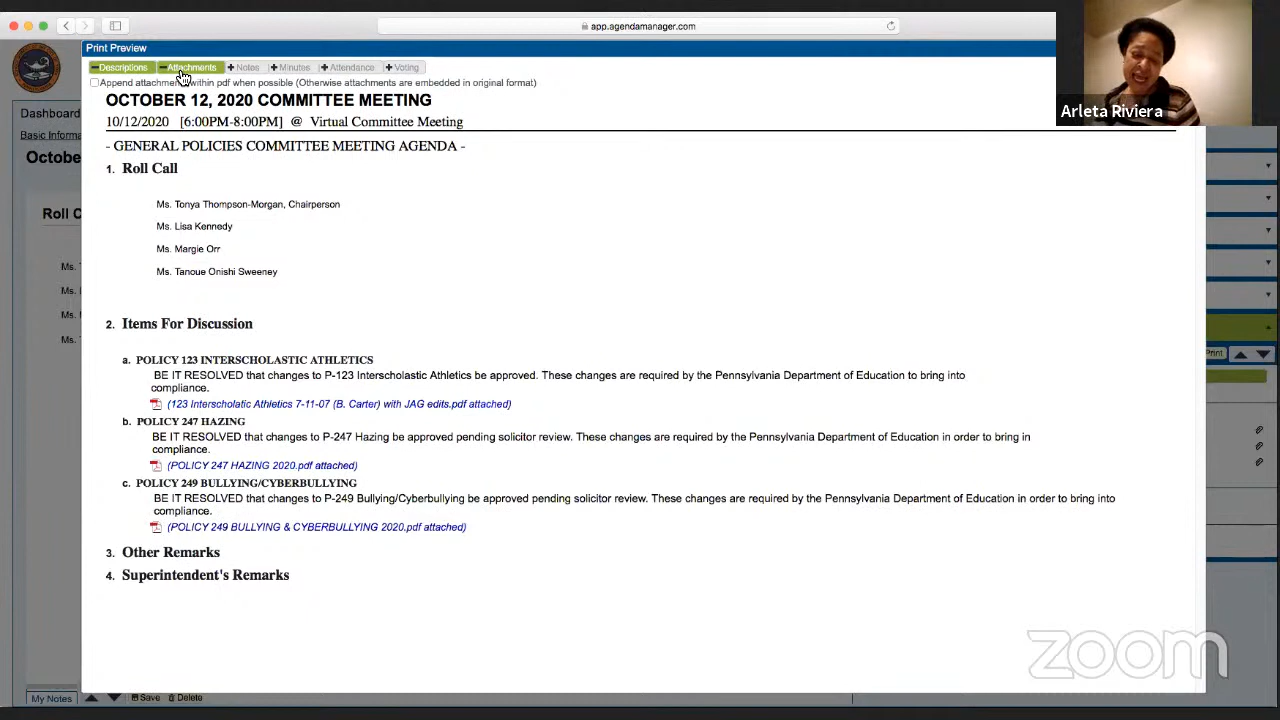 app.agendamanager.com
Print Preview
Descriptions Attachments Notes Minutes Attendance Voting
Append attachments within pdf when possible (Otherwise attachments are embedded in original format)
OCTOBER 12, 2020 COMMITTEE MEETING
10/12/2020 [6:00PM-8:00PM] @ Virtual Committee Meeting
- GENERAL POLICIES COMMITTEE MEETING AGENDA -
1. Roll Call
Ms. Tonya Thompson-Morgan, Chairperson
Ms. Lisa Kennedy
Ms. Margie Orr
Ms. Tanoue Onishi Sweeney
2. Items For Discussion
a. POLICY 123 INTERSCHOLASTIC ATHLETICS
BE IT RESOLVED that changes to P-123 Interscholastic Athletics be approved. These changes are required by the Pennsylvania Department of Education to bring into
compliance.
(123 Interscholatic Athletics 7-11-07 (B. Carter) with JAG edits.pdf attached)
b. POLICY 247 HAZING
BE IT RESOLVED that changes to P-247 Hazing be approved pending solicitor review. These changes are required by the Pennsylvania Department of Education in order to bring in
compliance.
(POLICY 247 HAZING 2020.pdf attached)
c. POLICY 249 BULLYING/CYBERBULLYING
BE IT RESOLVED that changes to P-249 Bullying/Cyberbullying be approved pending solicitor review. These changes are required by the Pennsylvania Department of Education in order to bring into
compliance.
(POLICY 249 BULLYING & CYBERBULLYING 2020.pdf attached)
3. Other Remarks
4. Superintendent's Remarks
Arleta Riviera
Dashboard
Basic Informa
October
Roll C
Ms. T
Ms. L
Ms.
Ms. T
Print
My Notes
Save Delete
zoom